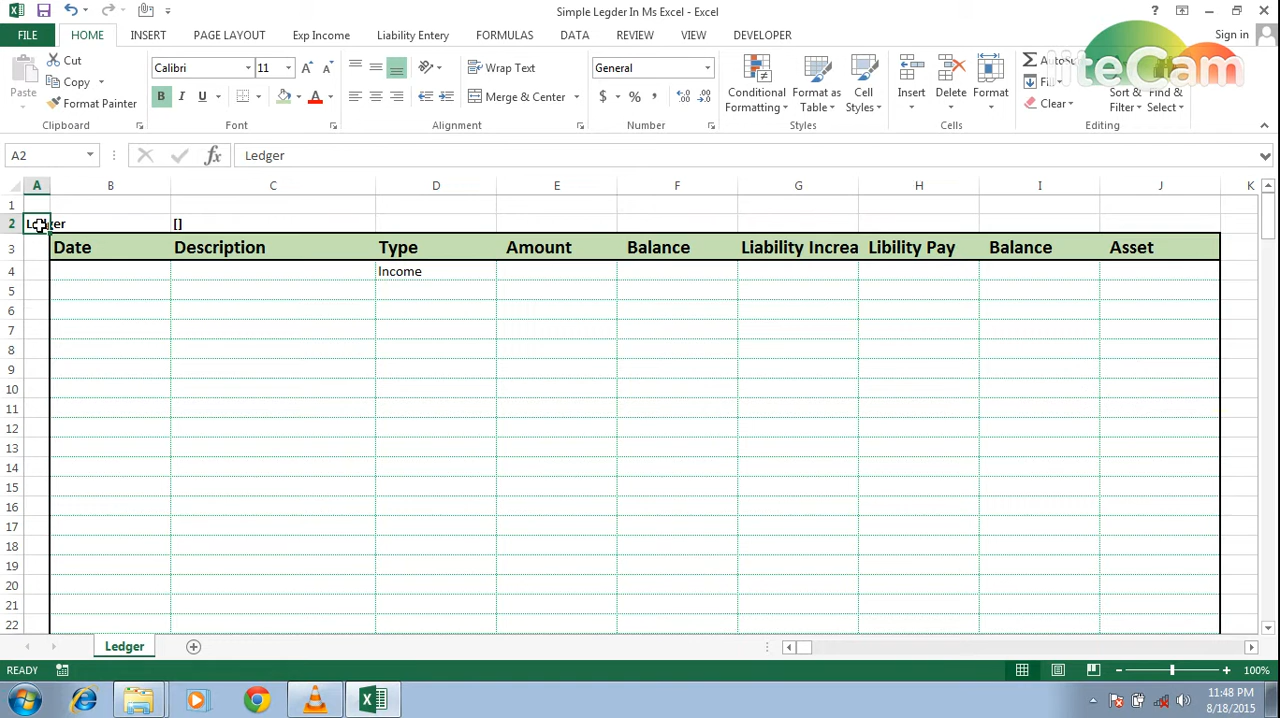 Simple Legder In Ms Excel - Excel
FILE HOME INSERT PAGE LAYOUT Exp Income Liability Entery FORMULAS DATA REVIEW VIEW DEVELOPER Sign in
Paste
Cut
Copy
Format Painter
Clipboard
Calibri 11
B I U
Font
Wrap Text
Merge & Center
Alignment
General
$ % ,
Number
Conditional Formatting
Format as Table
Cell Styles
Styles
Insert
Delete
Format
Cells
Clear
Sort & Filter
Find & Select
Editing
liteCam
A2 fx Ledger
A B C D E F G H I J K
1
2 Ledger []
3 Date Description Type Amount Balance Liability Increa Libility Pay Balance Asset
4 Income
5
6
7
8
9
10
11
12
13
14
15
16
17
18
19
20
21
22
Ledger
READY 100%
11:48 PM
8/18/2015